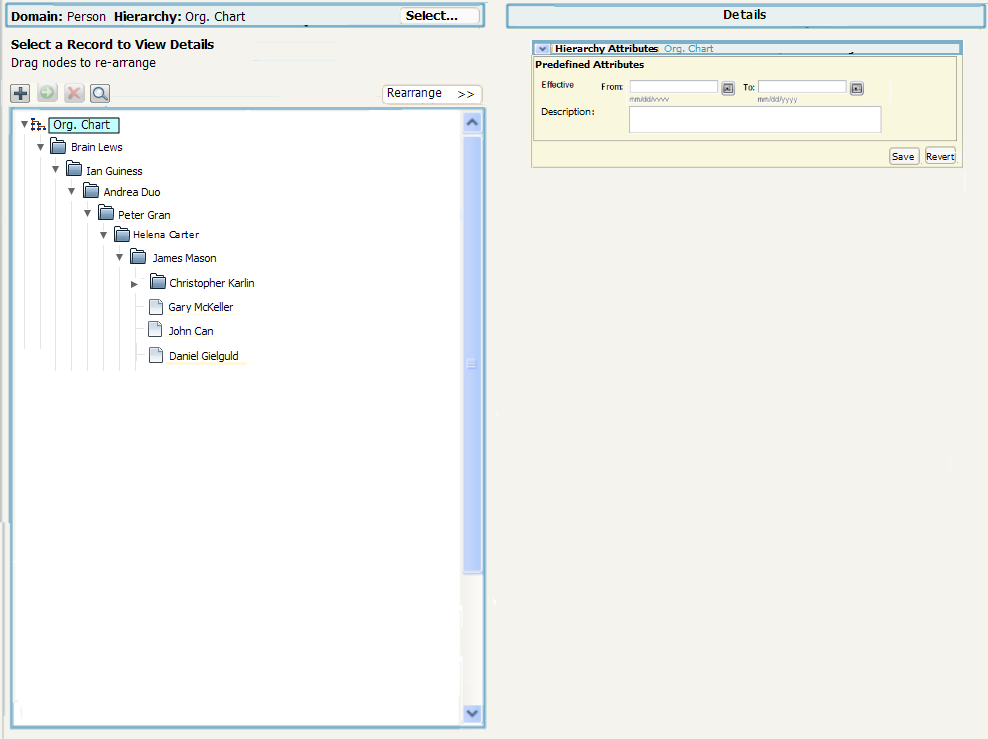 Domain: Person Hierarchy: Org. Chart Select...
Select a Record to View Details
Drag nodes to re-arrange
Rearrange >>
Org. Chart
Brain Lews
Ian Guiness
Andrea Duo
Peter Gran
Helena Carter
James Mason
Christopher Karlin
Gary McKeller
John Can
Daniel Gielguld
Details
Hierarchy Attributes Org. Chart
Predefined Attributes
Effective From: To:
mm/dd/yyyy mm/dd/yyyy
Description:
Save Revert